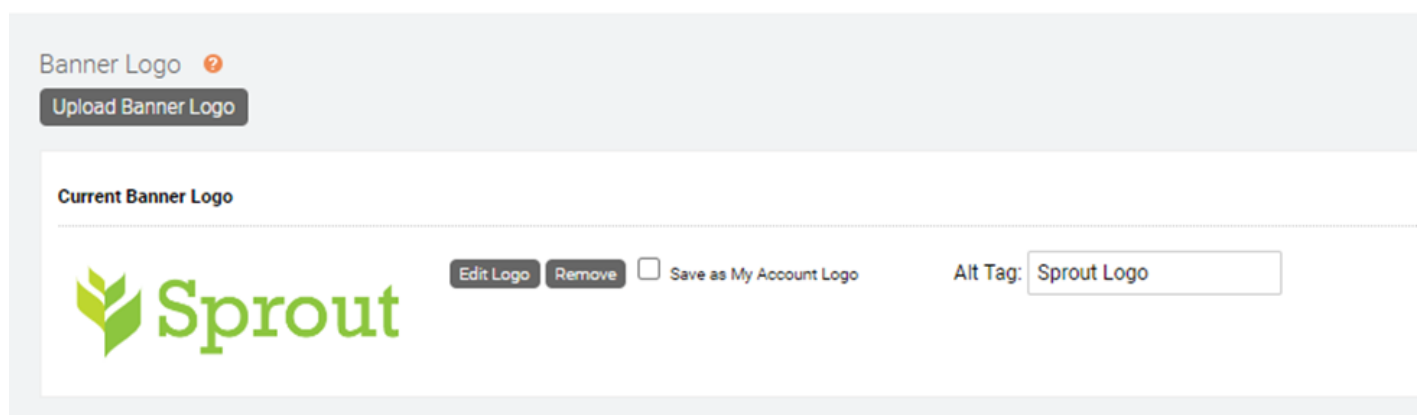 Banner Logo ?
Upload Banner Logo
Current Banner Logo
Sprout
Edit Logo Remove Save as My Account Logo Alt Tag: Sprout Logo